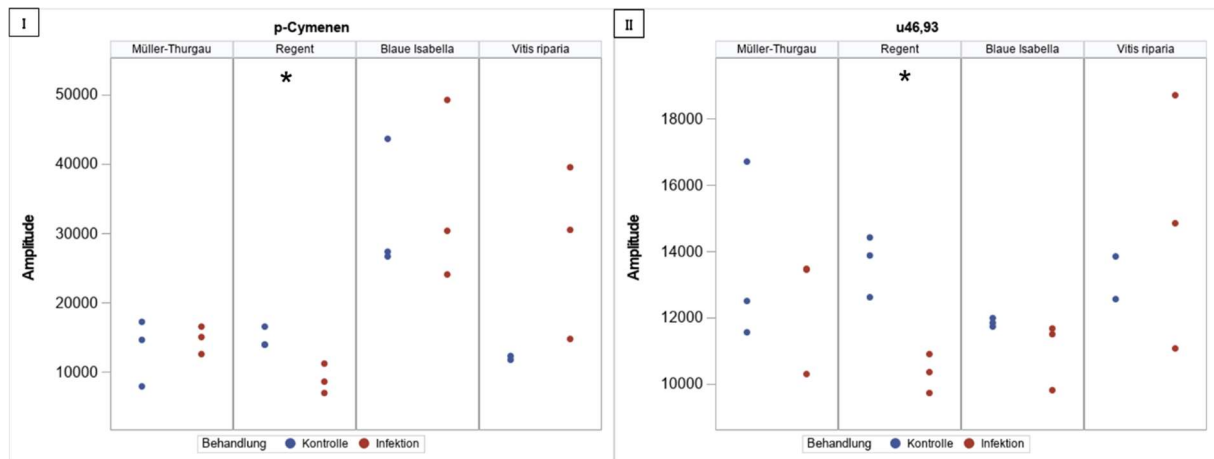 I
p-Cymenen
Müller-Thurgau Regent Blaue Isabella Vitis riparia
*
50000
40000
30000
20000
10000
Amplitude
Behandlung Kontrolle Infektion
II
u46,93
Müller-Thurgau Regent Blaue Isabella Vitis riparia
*
18000
16000
14000
12000
10000
Amplitude
Behandlung Kontrolle Infektion